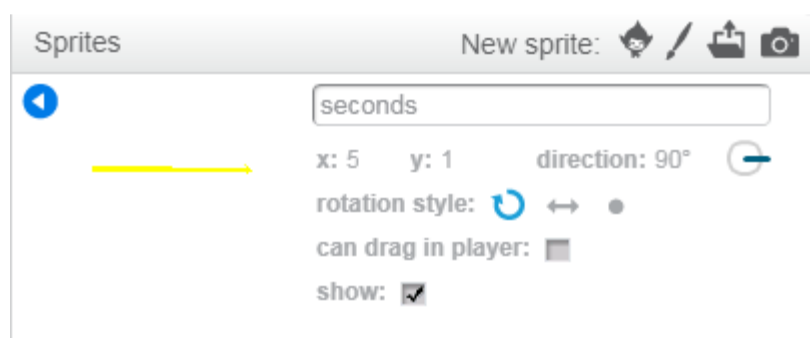 Sprites New sprite:
seconds
x: 5 y: 1 direction: 90°
rotation style:
can drag in player:
show: